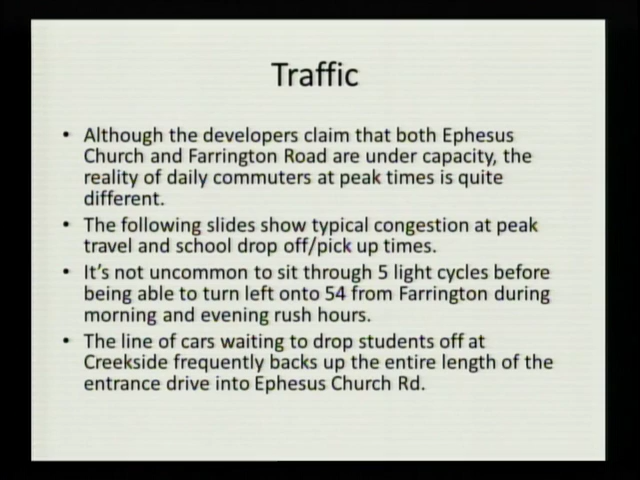 Traffic
• Although the developers claim that both Ephesus
Church and Farrington Road are under capacity, the
reality of daily commuters at peak times is quite
different.
• The following slides show typical congestion at peak
travel and school drop off/pick up times.
• It's not uncommon to sit through 5 light cycles before
being able to turn left onto 54 from Farrington during
morning and evening rush hours.
• The line of cars waiting to drop students off at
Creekside frequently backs up the entire length of the
entrance drive into Ephesus Church Rd.